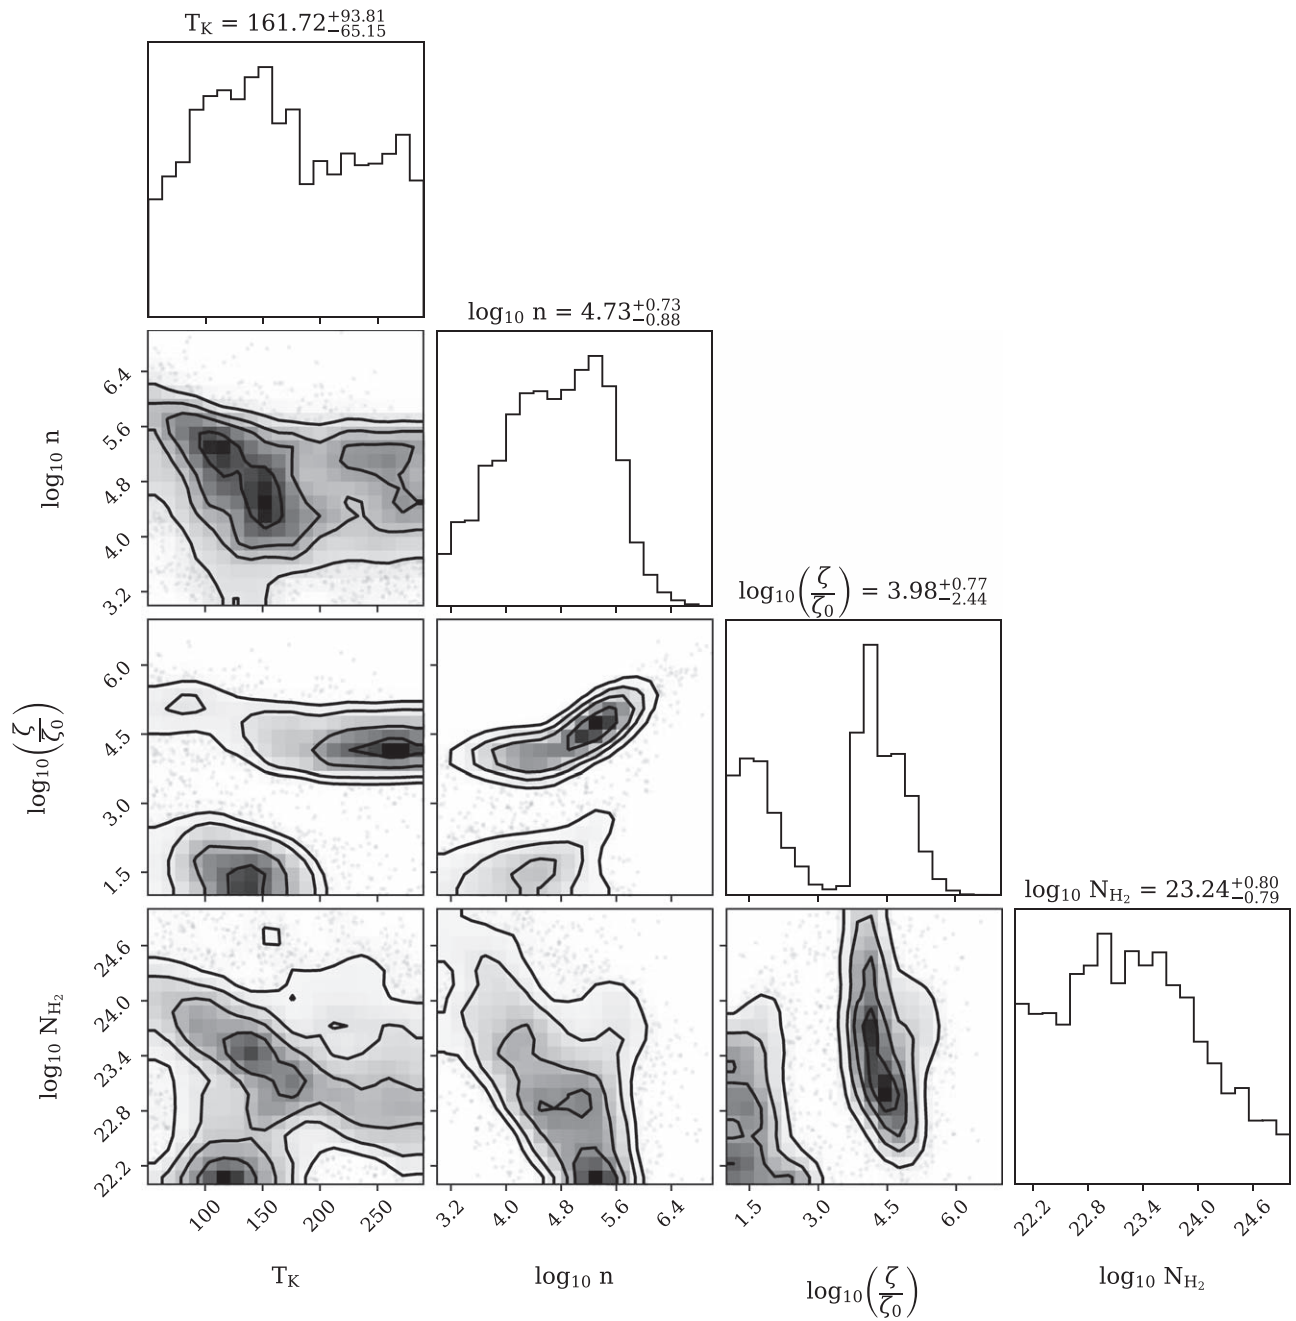 T_K = 161.72^{+93.81}_{−65.15}
log₁₀ n = 4.73^{+0.73}_{−0.88}
6.4
5.6
4.8
4.0
3.2
log₁₀ n
log₁₀(ζ/ζ₀) = 3.98^{+0.77}_{−2.44}
6.0
4.5
3.0
1.5
log₁₀(ζ/ζ₀)
log₁₀ N_{H₂} = 23.24^{+0.80}_{−0.79}
24.6
24.0
23.4
22.8
22.2
log₁₀ N_{H₂}
100 150 200 250
3.2 4.0 4.8 5.6 6.4
1.5 3.0 4.5 6.0
22.2 22.8 23.4 24.0 24.6
T_K
log₁₀ n
log₁₀(ζ/ζ₀)
log₁₀ N_{H₂}